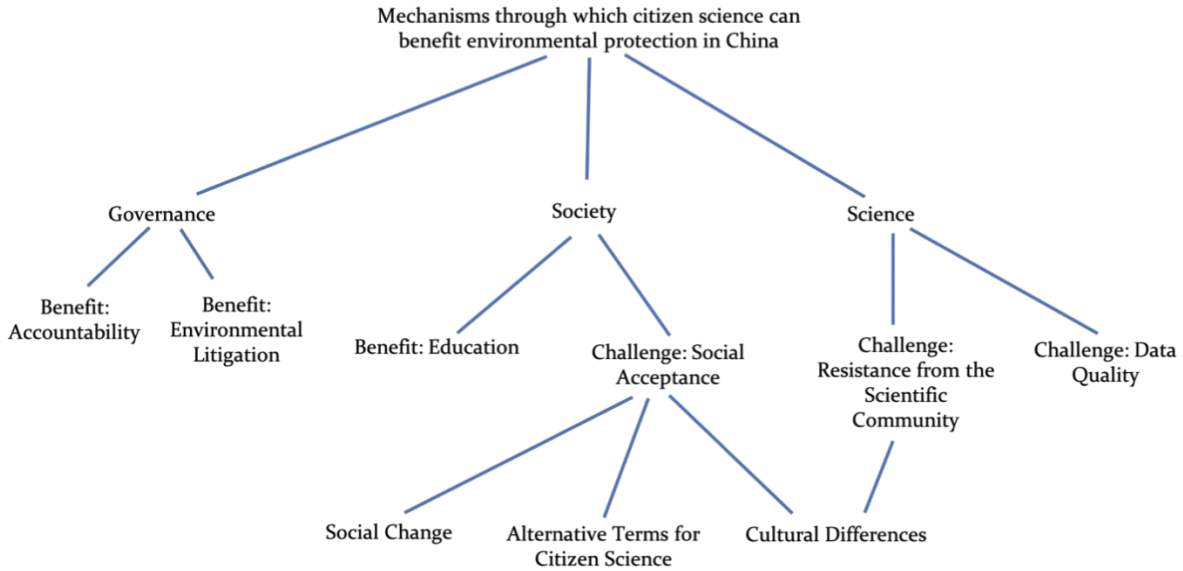 Mechanisms through which citizen science can
benefit environmental protection in China
Governance
Society
Science
Benefit:
Accountability
Benefit:
Environmental
Litigation
Benefit: Education
Challenge: Social
Acceptance
Challenge:
Resistance from the
Scientific
Community
Challenge: Data
Quality
Social Change
Alternative Terms for
Citizen Science
Cultural Differences